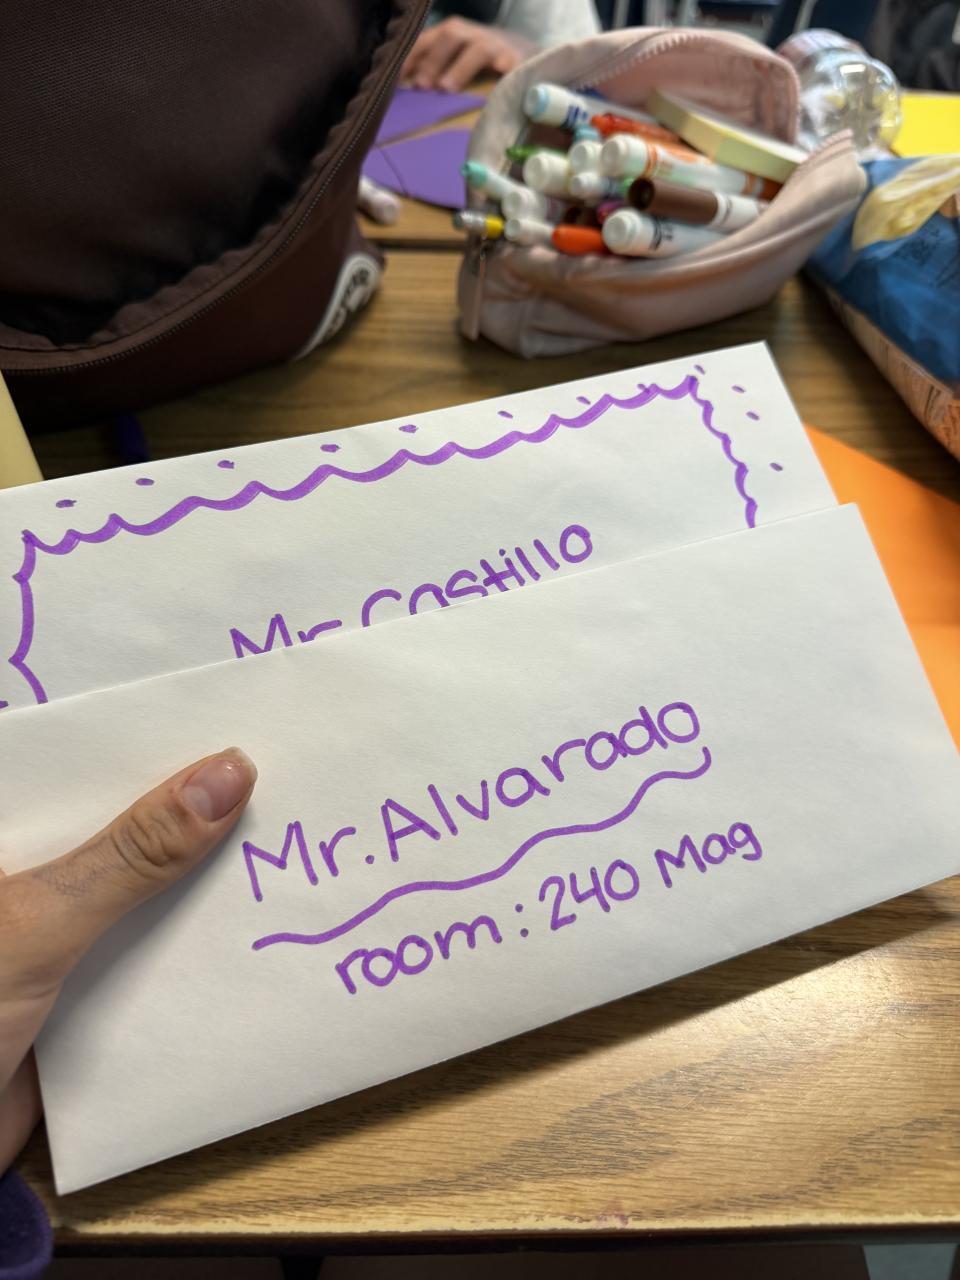 Mr. Castillo
Mr. Alvarado
room: 240 Mag